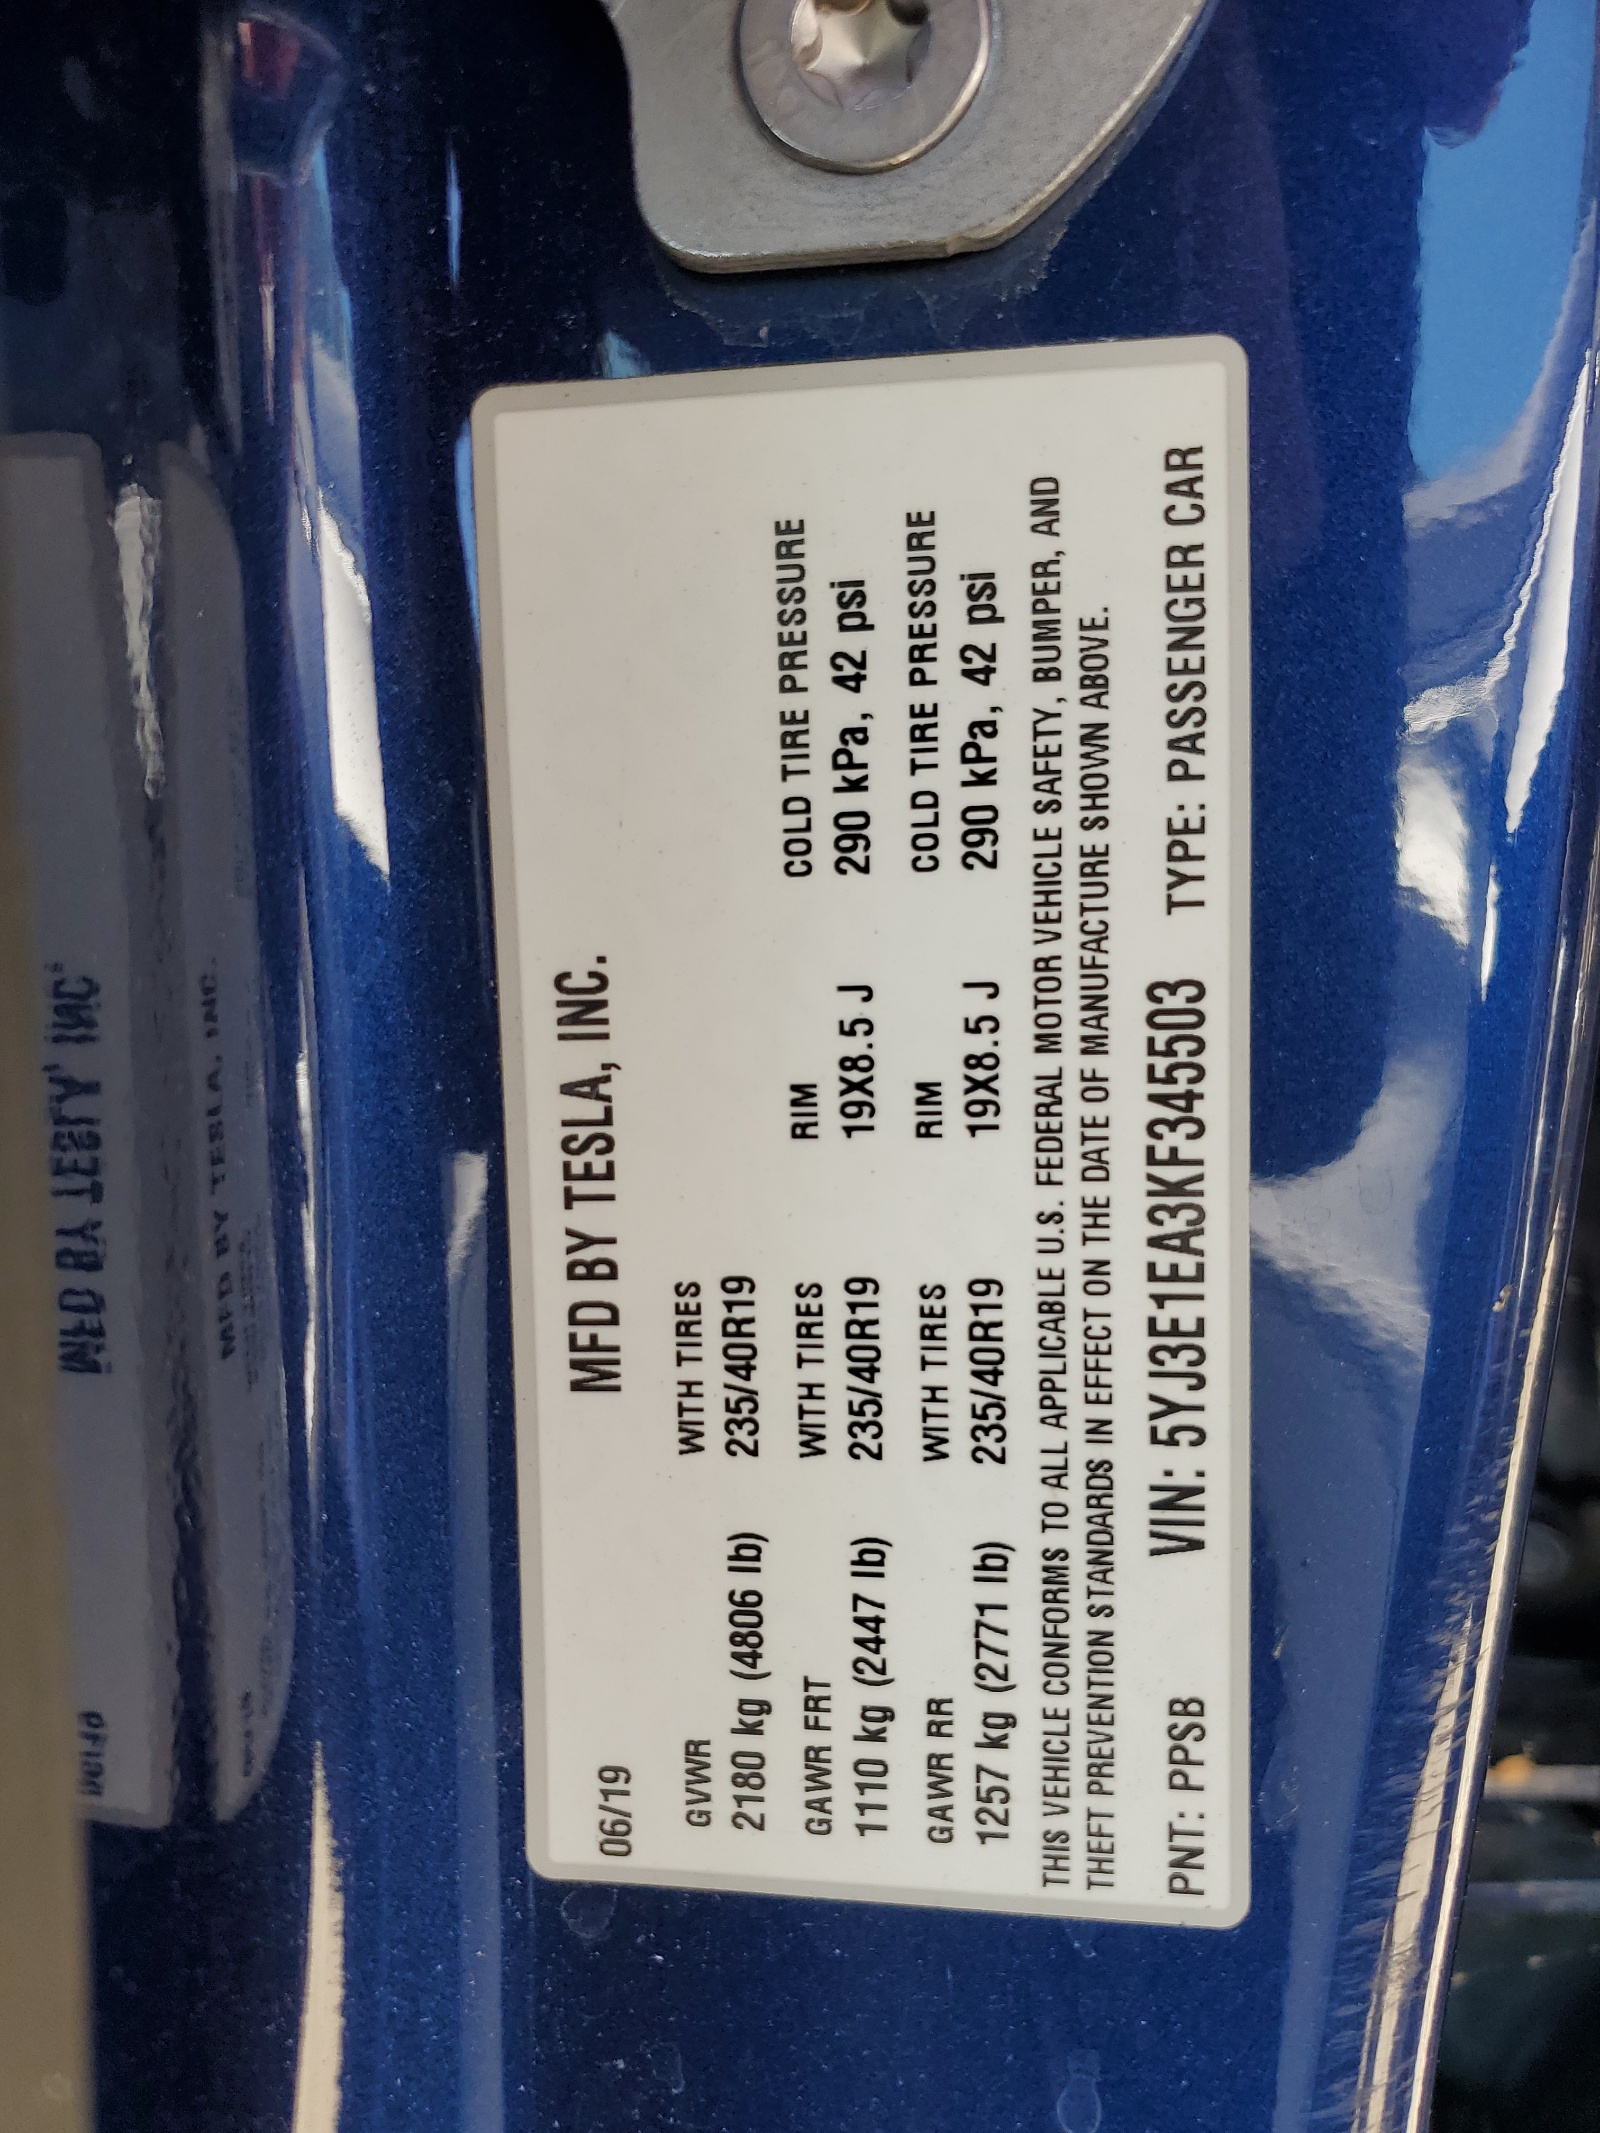 MFD BY TESLA, INC.
06/19
GVWR WITH TIRES
2180 kg (4806 lb) 235/40R19
GAWR FRT WITH TIRES RIM COLD TIRE PRESSURE
1110 kg (2447 lb) 235/40R19 19X8.5 J 290 kPa, 42 psi
GAWR RR WITH TIRES RIM COLD TIRE PRESSURE
1257 kg (2771 lb) 235/40R19 19X8.5 J 290 kPa, 42 psi
THIS VEHICLE CONFORMS TO ALL APPLICABLE U.S. FEDERAL MOTOR VEHICLE SAFETY, BUMPER, AND
THEFT PREVENTION STANDARDS IN EFFECT ON THE DATE OF MANUFACTURE SHOWN ABOVE.
PNT: PPSB VIN: 5YJ3E1EA3KF345503 TYPE: PASSENGER CAR
MFD BY TESLA, INC.